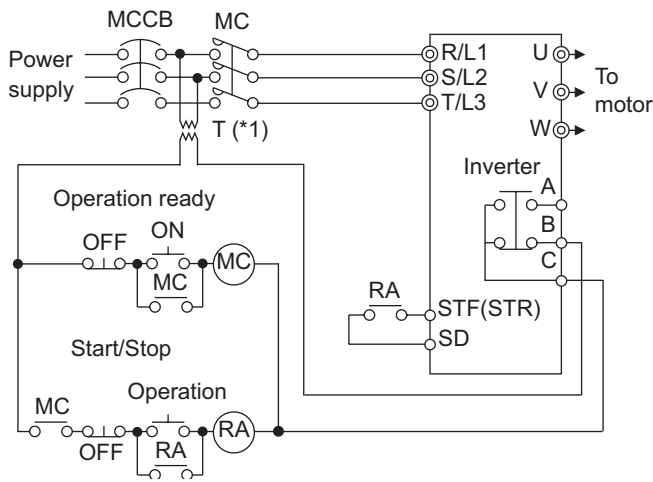 MCCB
MC
Power
supply
T (*1)
R/L1
S/L2
T/L3
U
V
W
To
motor
Inverter
A
B
C
Operation ready
OFF
ON
MC
MC
RA
STF(STR)
SD
Start/Stop
MC
OFF
Operation
RA
RA